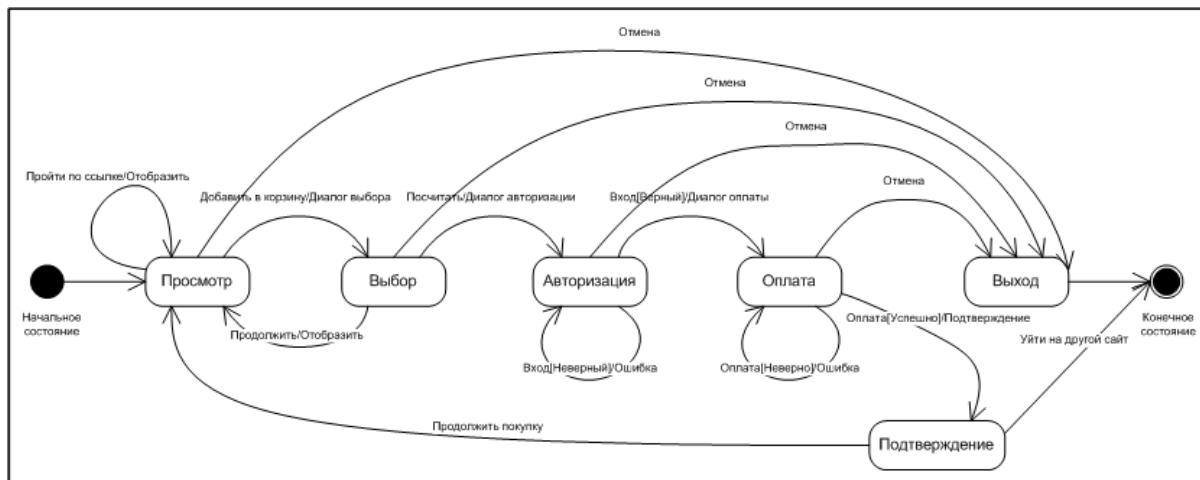 Отмена
Отмена
Отмена
Пройти по ссылке/Отобразить
Добавить в корзину/Диалог выбора
Посчитать/Диалог авторизации
Вход[Верный]/Диалог оплаты
Отмена
Просмотр
Выбор
Авторизация
Оплата
Выход
Начальное
состояние
Конечное
состояние
Продолжить/Отобразить
Оплата[Успешно]/Подтверждение
Уйти на другой сайт
Вход[Неверный]/Ошибка
Оплата[Неверно]/Ошибка
Продолжить покупку
Подтверждение